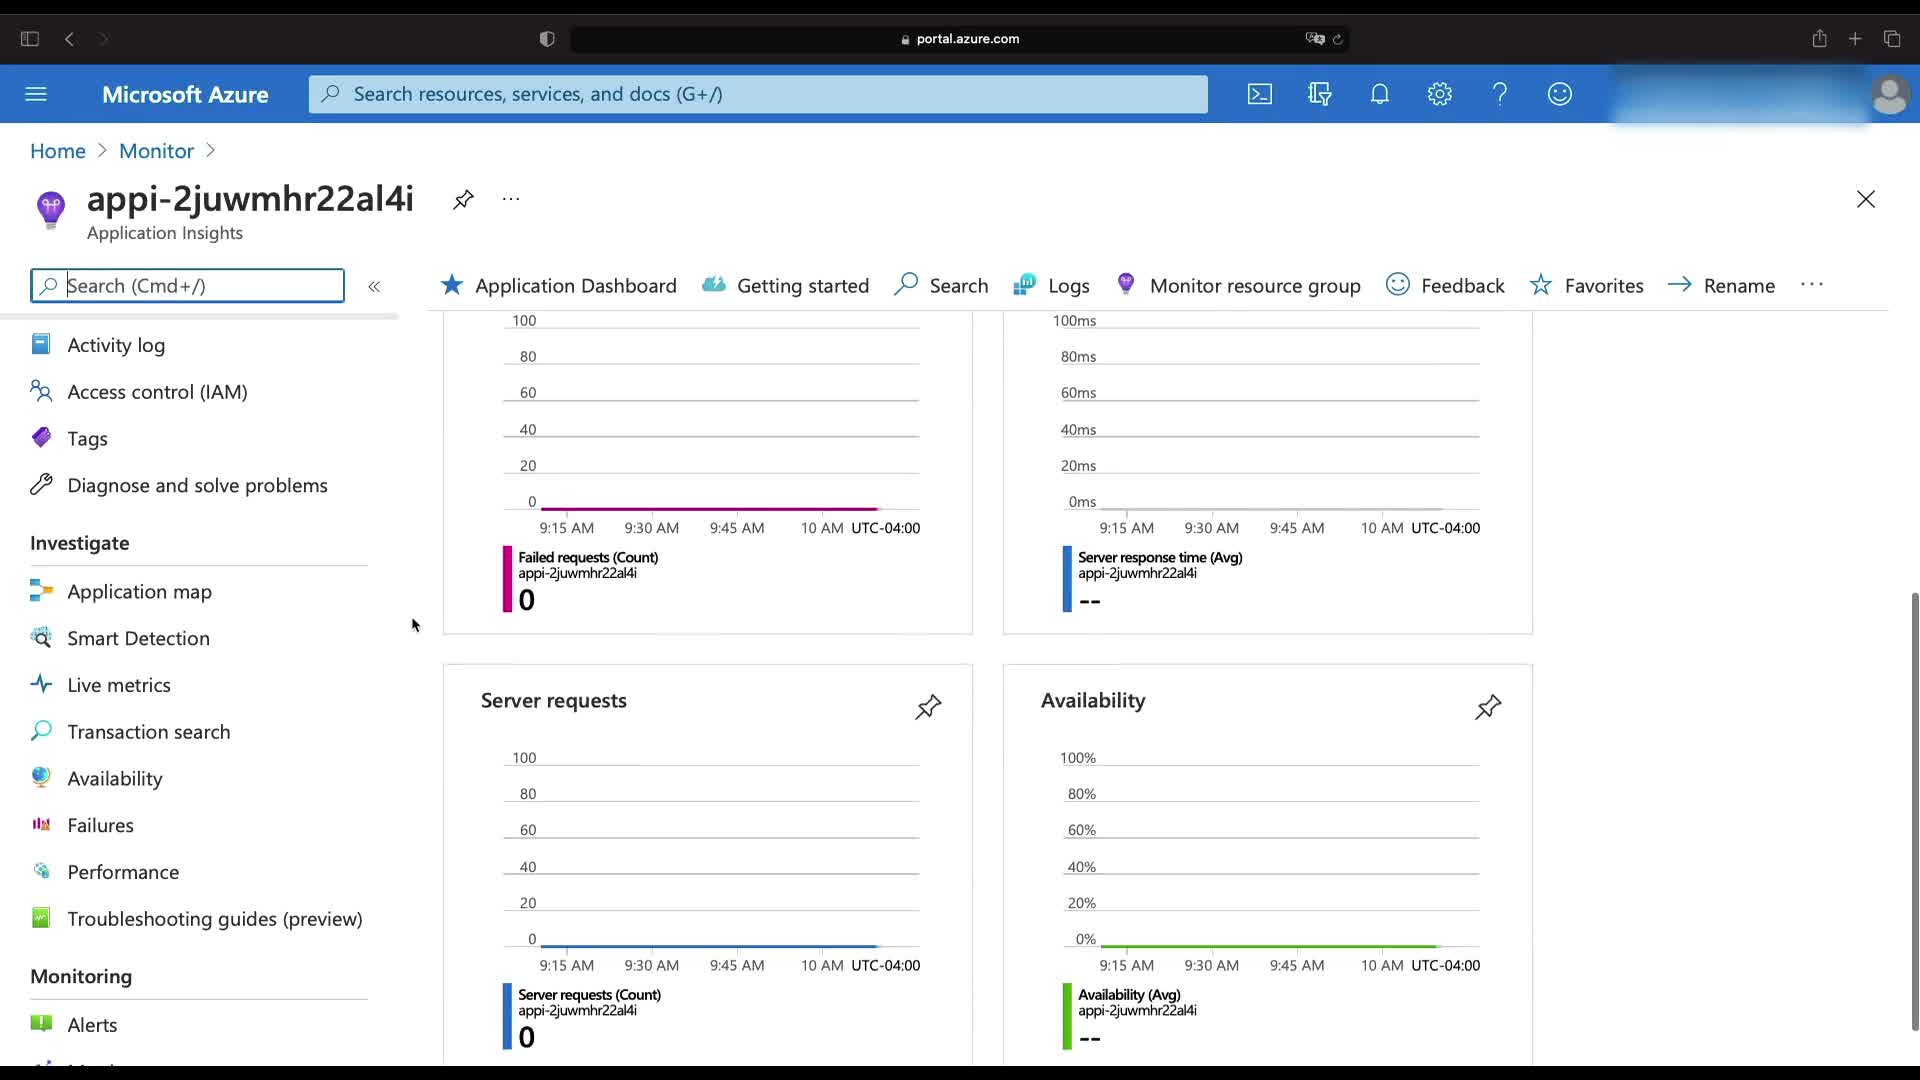 portal.azure.com
Microsoft Azure
Search resources, services, and docs (G+/)
Home > Monitor >
appi-2juwmhr22al4i
Application Insights
Search (Cmd+/)
Application Dashboard
Getting started
Search
Logs
Monitor resource group
Feedback
Favorites
Rename
Activity log
Access control (IAM)
Tags
Diagnose and solve problems
Investigate
Application map
Smart Detection
Live metrics
Transaction search
Availability
Failures
Performance
Troubleshooting guides (preview)
Monitoring
Alerts
100
80
60
40
20
0
9:15 AM 9:30 AM 9:45 AM 10 AM UTC-04:00
Failed requests (Count)
appi-2juwmhr22al4i
0
100ms
80ms
60ms
40ms
20ms
0ms
9:15 AM 9:30 AM 9:45 AM 10 AM UTC-04:00
Server response time (Avg)
appi-2juwmhr22al4i
--
Server requests
100
80
60
40
20
0
9:15 AM 9:30 AM 9:45 AM 10 AM UTC-04:00
Server requests (Count)
appi-2juwmhr22al4i
0
Availability
100%
80%
60%
40%
20%
0%
9:15 AM 9:30 AM 9:45 AM 10 AM UTC-04:00
Availability (Avg)
appi-2juwmhr22al4i
--